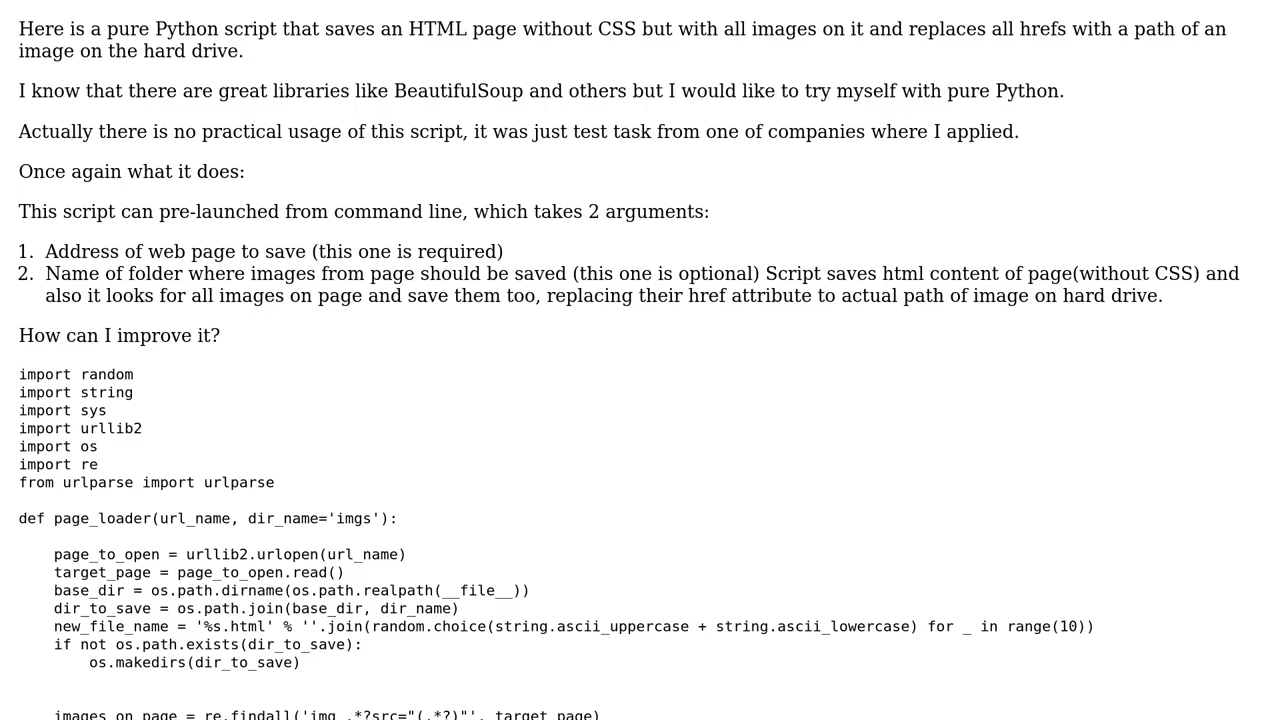 Here is a pure Python script that saves an HTML page without CSS but with all images on it and replaces all hrefs with a path of an
image on the hard drive.
I know that there are great libraries like BeautifulSoup and others but I would like to try myself with pure Python.
Actually there is no practical usage of this script, it was just test task from one of companies where I applied.
Once again what it does:
This script can pre-launched from command line, which takes 2 arguments:
1. Address of web page to save (this one is required)
2. Name of folder where images from page should be saved (this one is optional) Script saves html content of page(without CSS) and
also it looks for all images on page and save them too, replacing their href attribute to actual path of image on hard drive.
How can I improve it?
import random
import string
import sys
import urllib2
import os
import re
from urlparse import urlparse
def page_loader(url_name, dir_name='imgs'):
    page_to_open = urllib2.urlopen(url_name)
    target_page = page_to_open.read()
    base_dir = os.path.dirname(os.path.realpath(__file__))
    dir_to_save = os.path.join(base_dir, dir_name)
    new_file_name = '%s.html' % ''.join(random.choice(string.ascii_uppercase + string.ascii_lowercase) for _ in range(10))
    if not os.path.exists(dir_to_save):
        os.makedirs(dir_to_save)
    images_on_page = re.findall('img .*?src="(.*?)"', target_page)